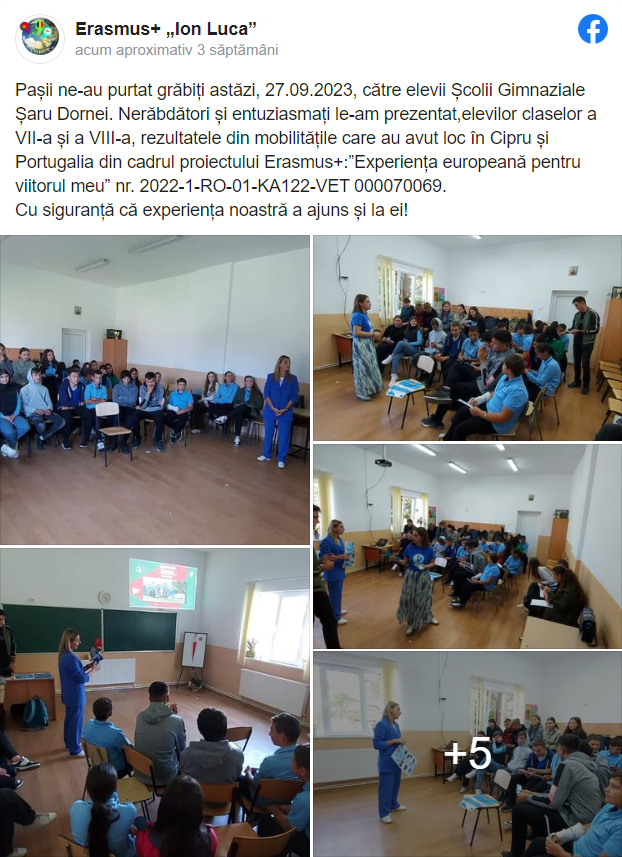 Erasmus+ „Ion Luca”
acum aproximativ 3 săptămâni
Pașii ne-au purtat grăbiți astăzi, 27.09.2023, către elevii Școlii Gimnaziale
Șaru Dornei. Nerăbdători și entuziasmați le-am prezentat,elevilor claselor a
VII-a și a VIII-a, rezultatele din mobilitățile care au avut loc în Cipru și
Portugalia din cadrul proiectului Erasmus+:”Experiența europeană pentru
viitorul meu” nr. 2022-1-RO-01-KA122-VET 000070069.
Cu siguranță că experiența noastră a ajuns și la ei!
+5